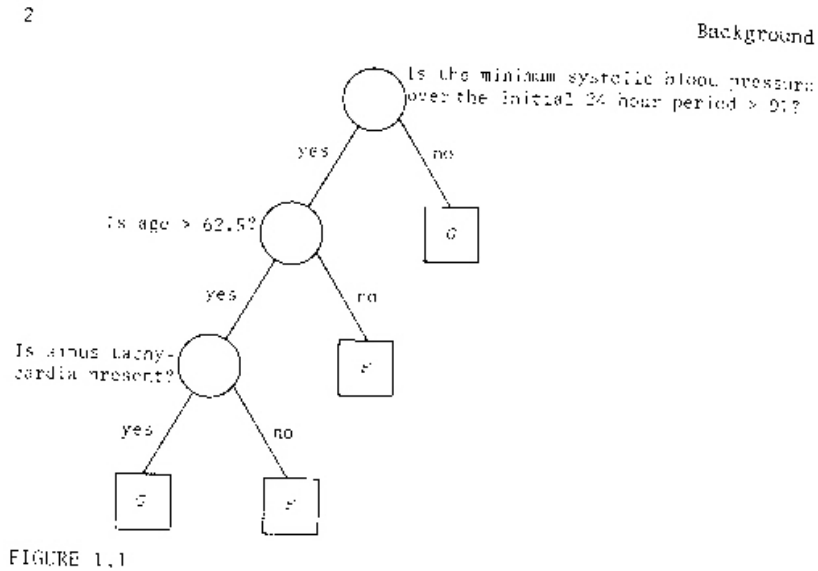 2
Background
Is the minimum systolic blood pressure
over the initial 24 hour period > 91?
yes
no
Is age > 62.5?
G
yes
no
Is sinus tachy-
cardia present?
F
yes
no
G
F
FIGURE 1.1